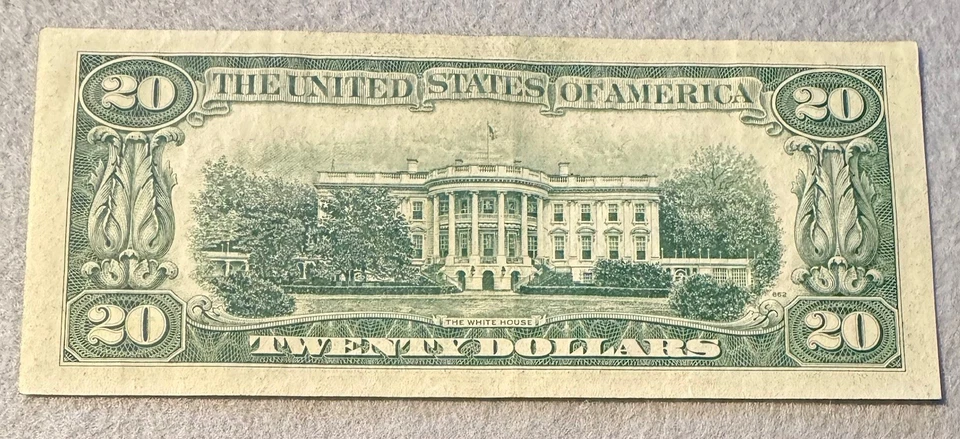 20 THE UNITED STATES OF AMERICA 20
862
THE WHITE HOUSE
20 TWENTY DOLLARS 20